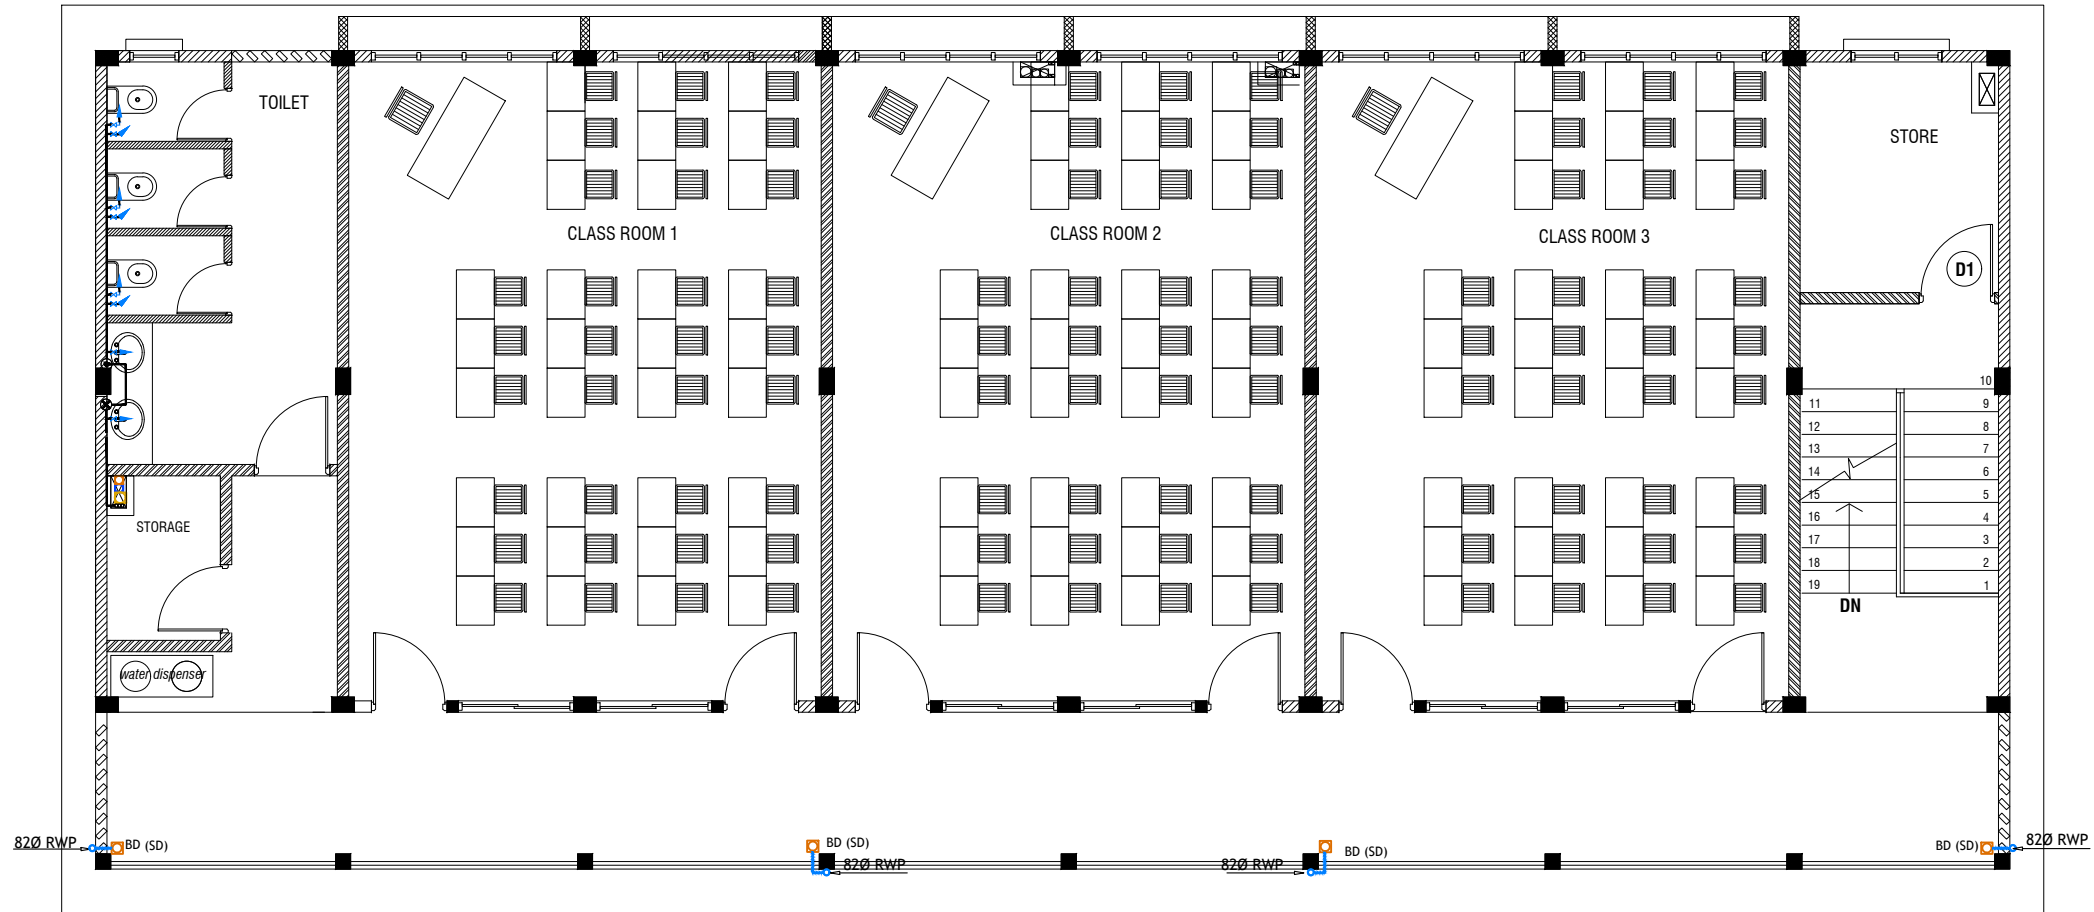 TOILET
STORE
CLASS ROOM 1
CLASS ROOM 2
CLASS ROOM 3
D1
10
11
9
12
8
13
7
14
6
15
5
16
4
17
3
18
2
19
1
DN
STORAGE
water dispenser
82Ø RWP
BD (SD)
BD (SD)
82Ø RWP
82Ø RWP
BD (SD)
BD (SD)
82Ø RWP